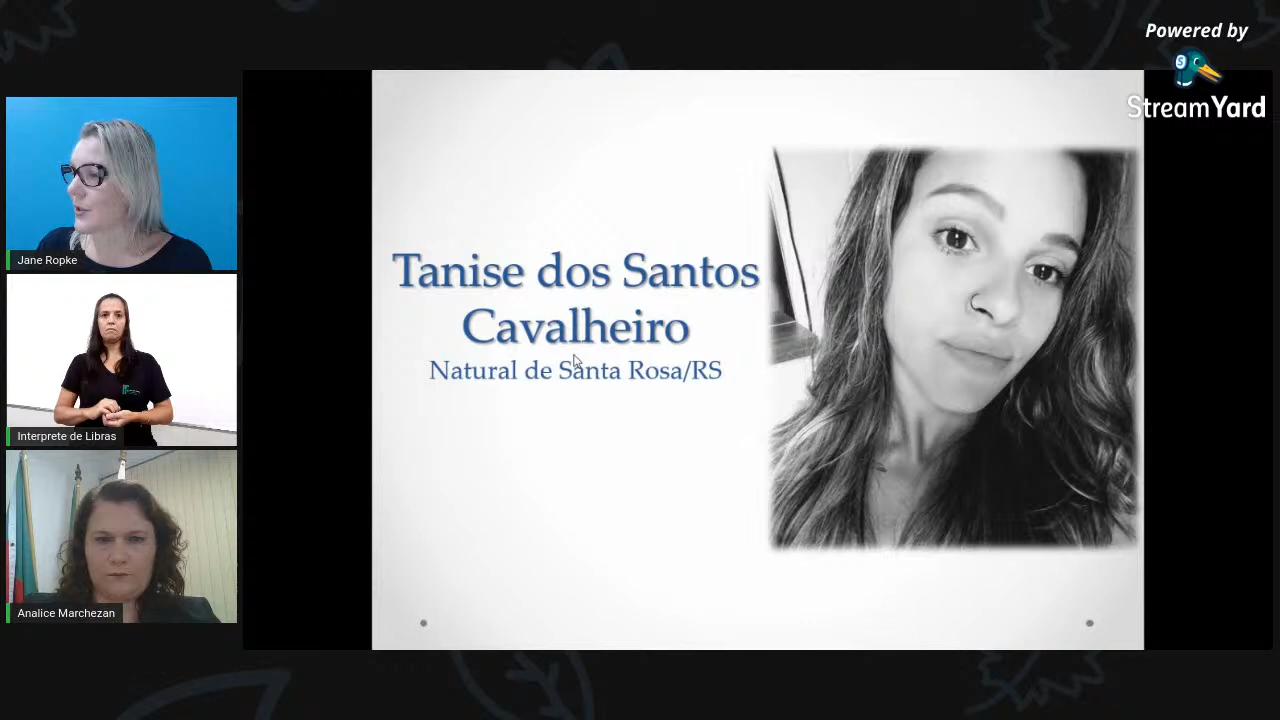 Powered by
StreamYard
Jane Ropke
Interprete de Libras
Analice Marchezan
Tanise dos Santos
Cavalheiro
Natural de Santa Rosa/RS